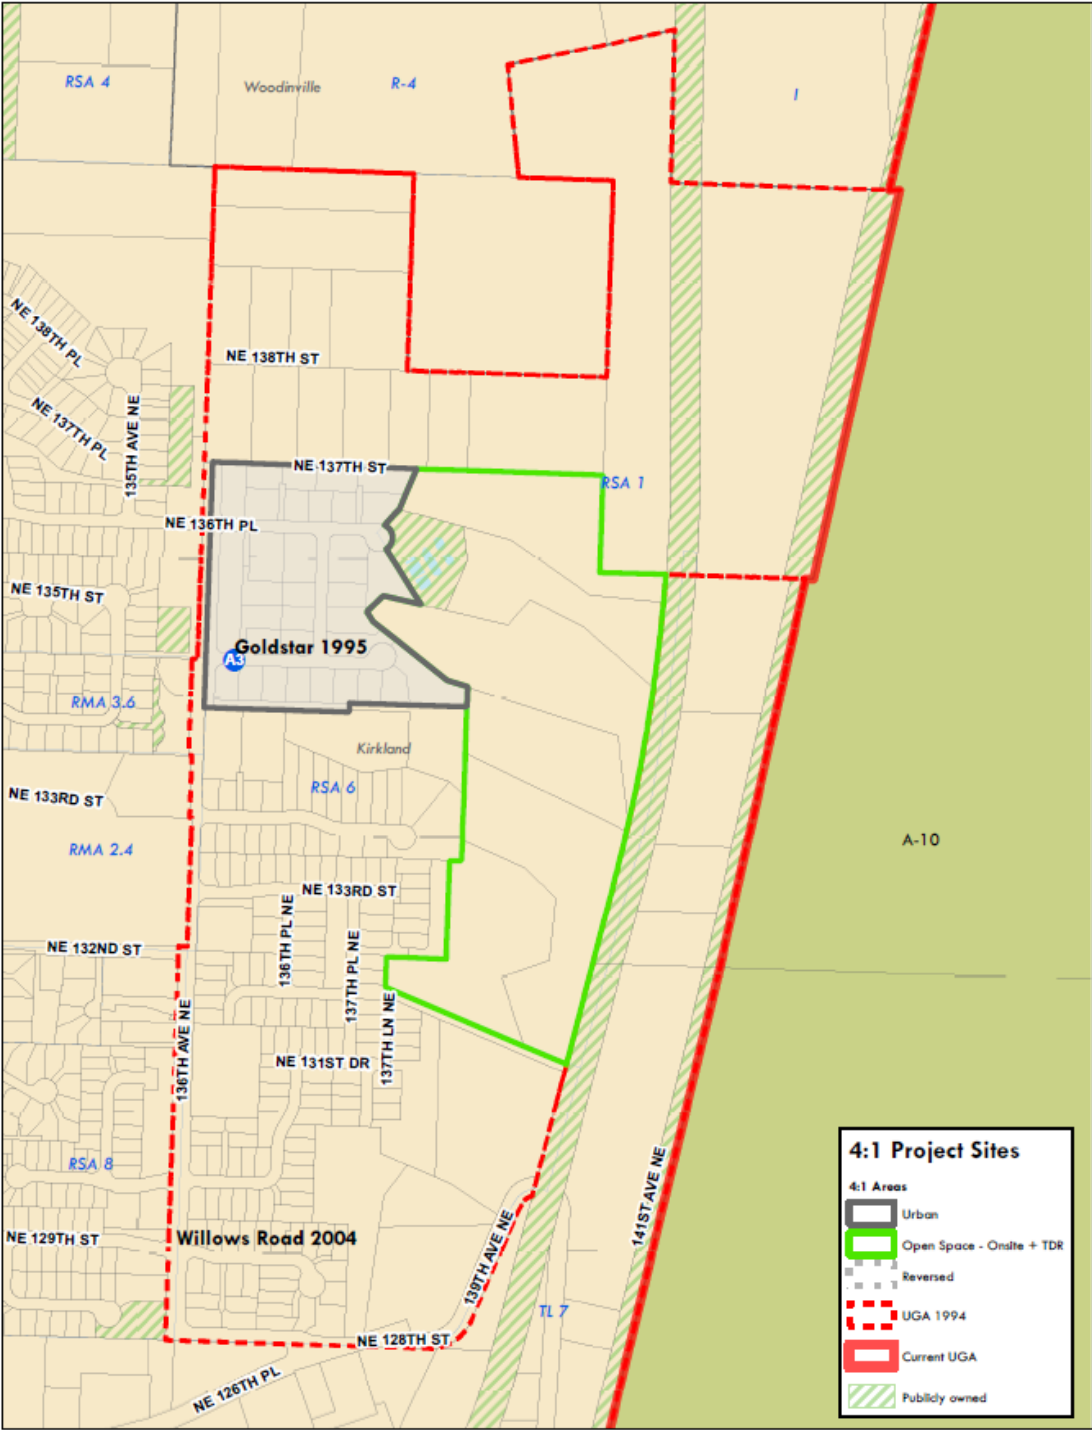 RSA 4
Woodinville
R-4
I
NE 138TH PL
NE 138TH ST
NE 137TH PL
135TH AVE NE
NE 137TH ST
RSA 1
NE 136TH PL
NE 135TH ST
Goldstar 1995
A3
RMA 3.6
Kirkland
RSA 6
NE 133RD ST
RMA 2.4
A-10
NE 133RD ST
136TH PL NE
137TH PL NE
NE 132ND ST
136TH AVE NE
137TH LN NE
NE 131ST DR
RSA 8
141ST AVE NE
NE 129TH ST
Willows Road 2004
139TH AVE NE
TL 7
NE 128TH ST
NE 126TH PL
4:1 Project Sites
4:1 Areas
Urban
Open Space - Onsite + TDR
Reversed
UGA 1994
Current UGA
Publicly owned